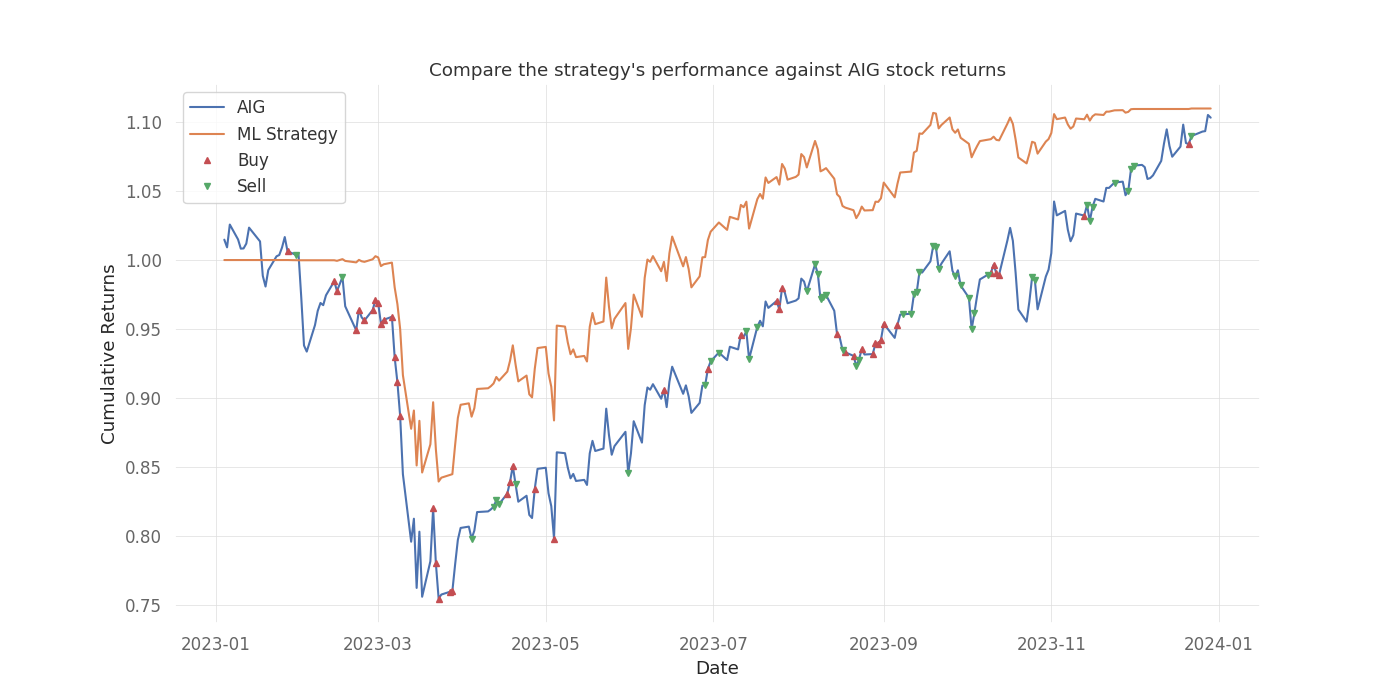 Compare the strategy's performance against AIG stock returns
AIG
ML Strategy
Buy
Sell
1.10
1.05
1.00
0.95
0.90
0.85
0.80
0.75
Cumulative Returns
2023-01 2023-03 2023-05 2023-07 2023-09 2023-11 2024-01
Date